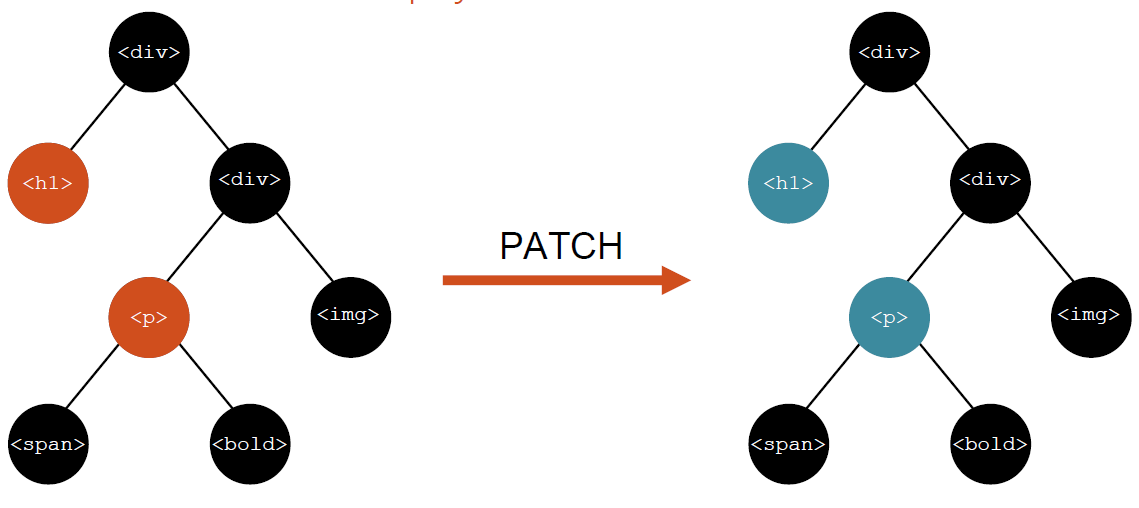 <div>
<h1>
<div>
<p>
<img>
<span>
<bold>
PATCH
<div>
<h1>
<div>
<p>
<img>
<span>
<bold>